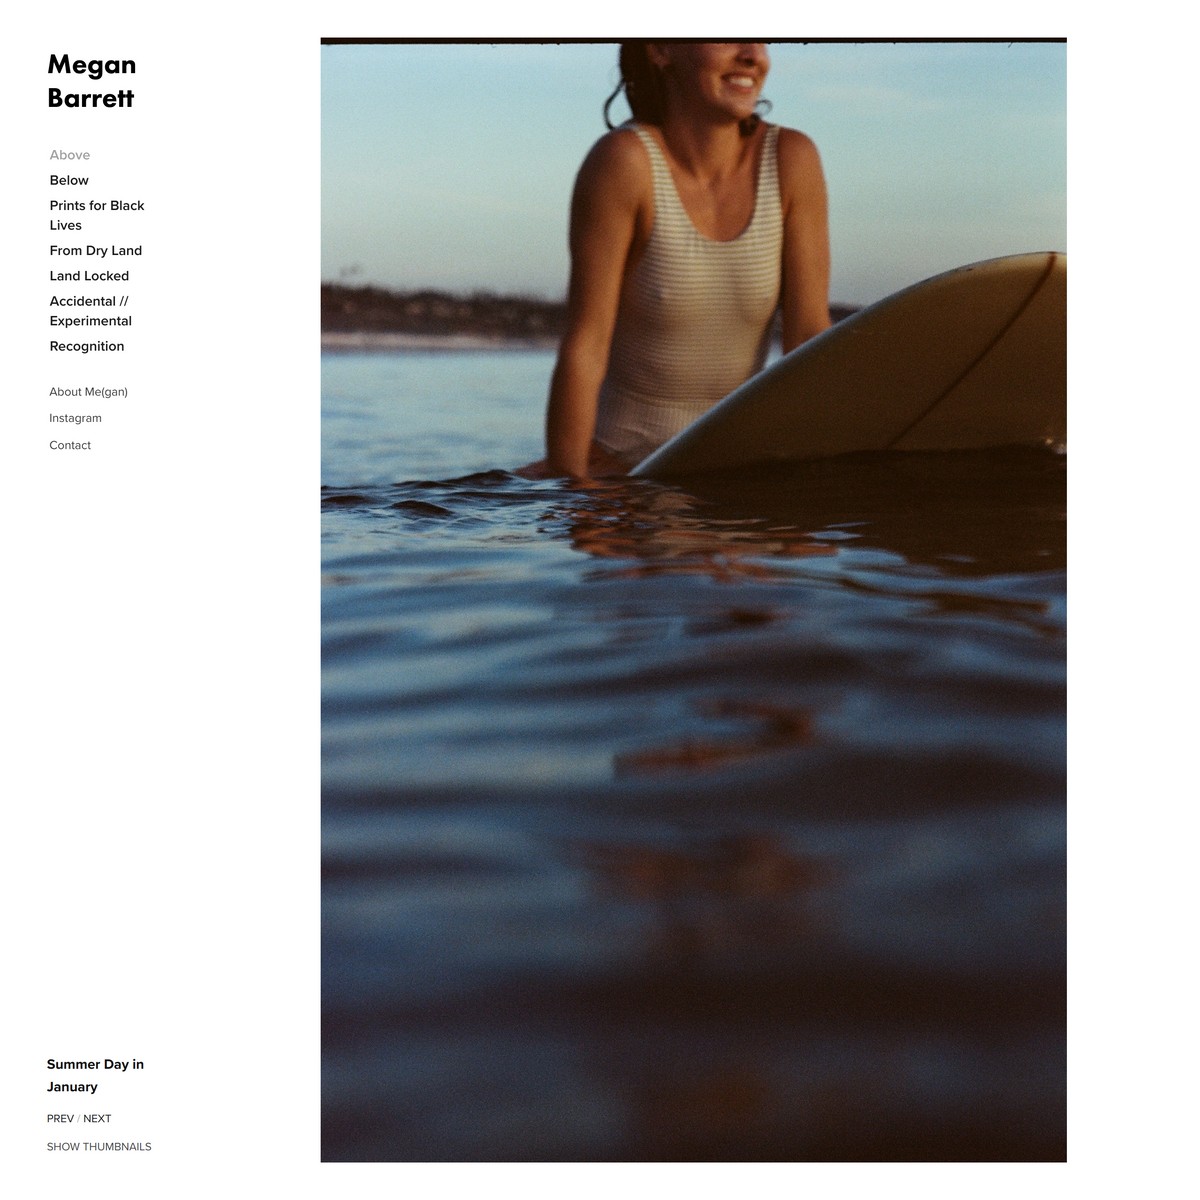 Megan
Barrett
Above
Below
Prints for Black
Lives
From Dry Land
Land Locked
Accidental //
Experimental
Recognition
About Me(gan)
Instagram
Contact
Summer Day in
January
PREV / NEXT
SHOW THUMBNAILS